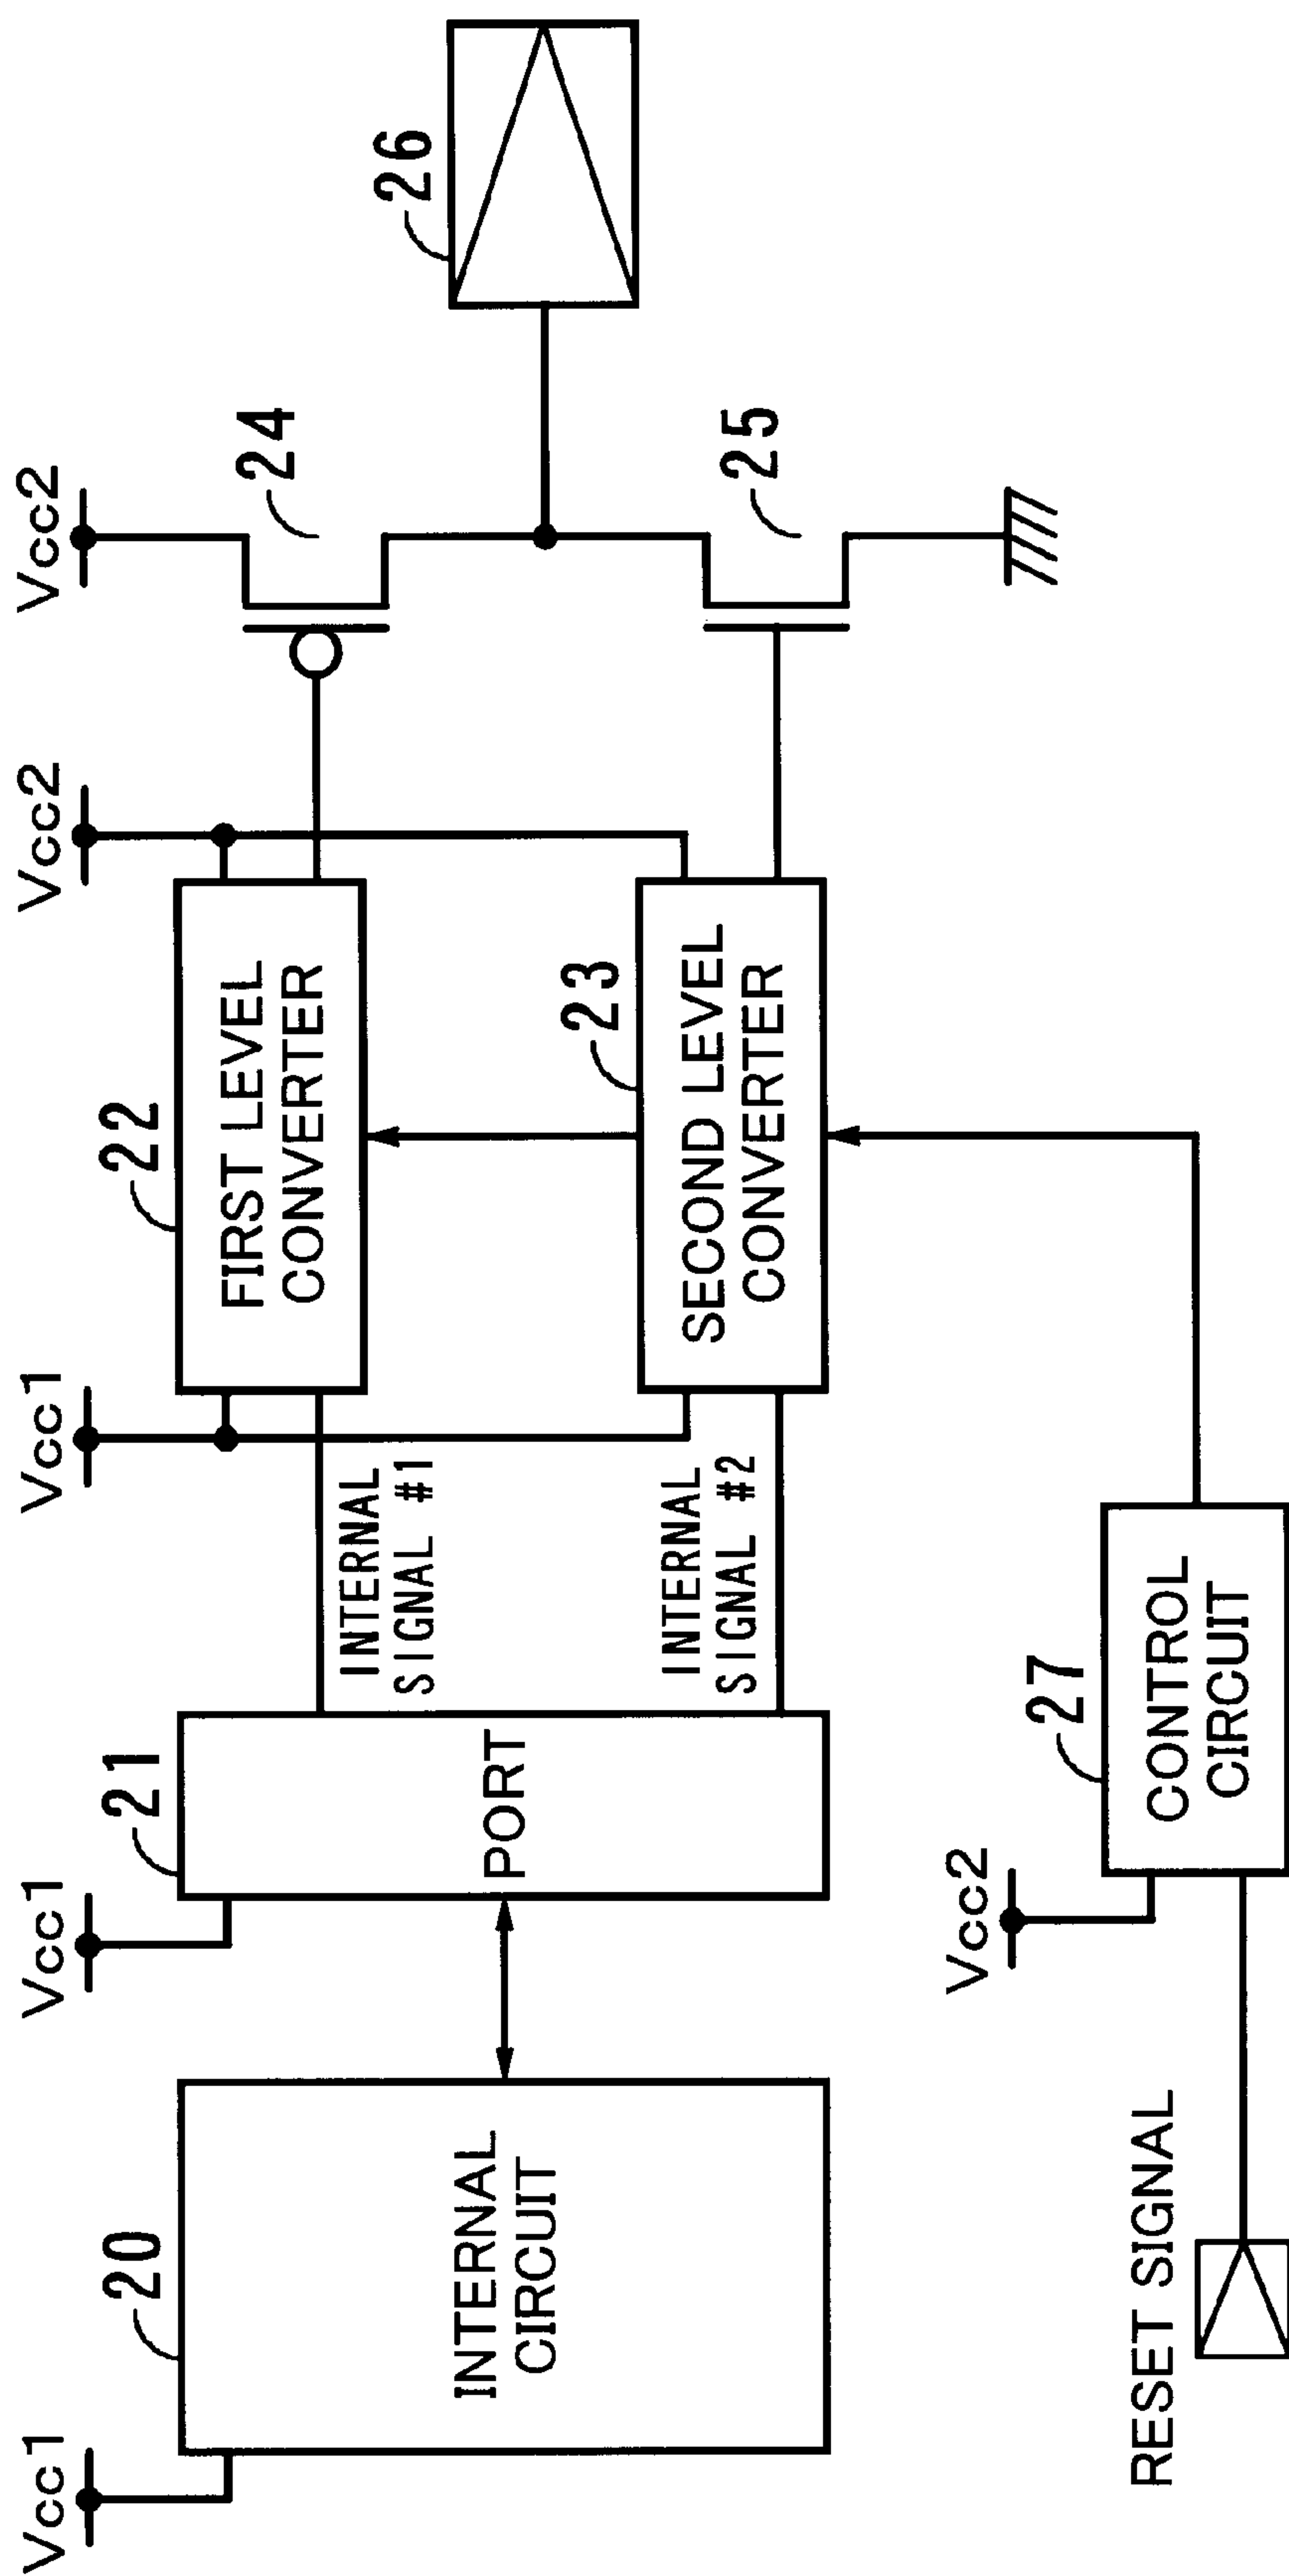 Vcc1
20
INTERNAL
CIRCUIT
Vcc1
21
PORT
INTERNAL
SIGNAL #1
INTERNAL
SIGNAL #2
Vcc1
22
FIRST LEVEL
CONVERTER
23
SECOND LEVEL
CONVERTER
Vcc2
Vcc2
24
25
26
RESET SIGNAL
Vcc2
27
CONTROL
CIRCUIT